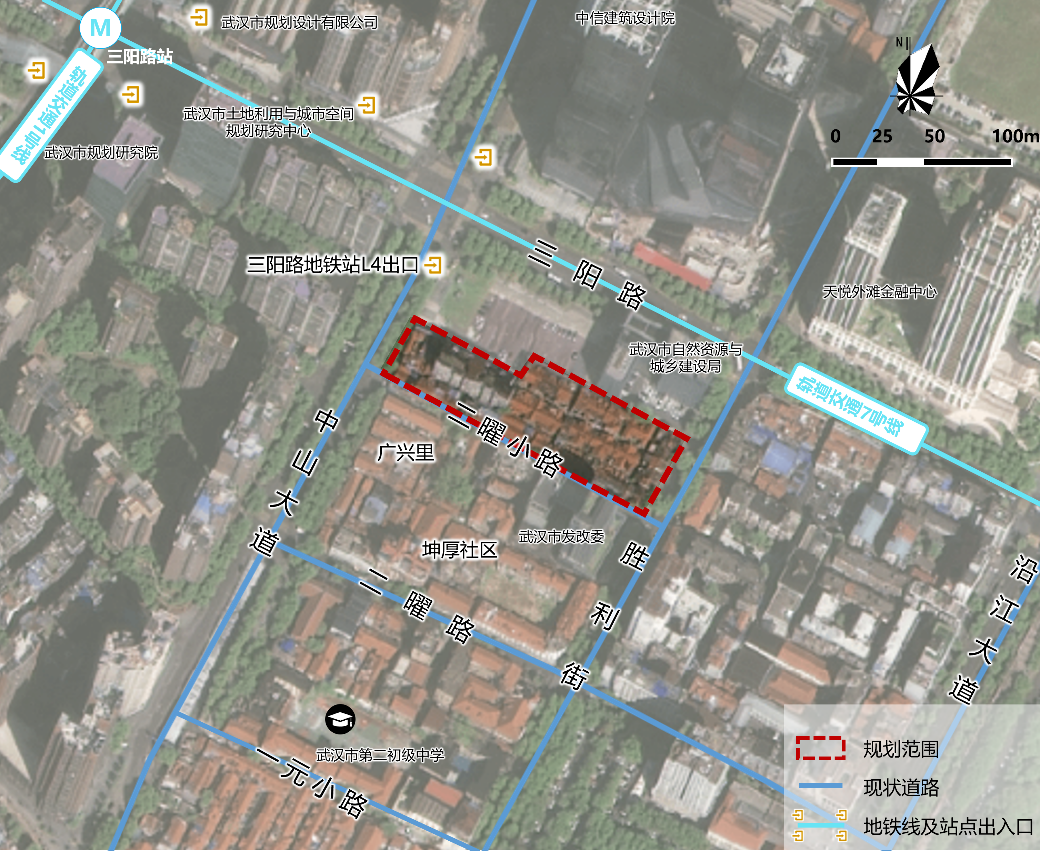 武汉市规划设计有限公司
中信建筑设计院
M
三阳路站
N
0 25 50 100m
轨道交通1号线
武汉市土地利用与城市空间
规划研究中心
武汉市规划研究院
三阳路地铁站L4出口
三阳路
天悦外滩金融中心
武汉市自然资源与
城乡建设局
轨道交通7号线
中山大道
二曜小路
广兴里
武汉市发改委
坤厚社区
胜利街
沿江大道
二曜路
武汉市第二初级中学
一元小路
规划范围
现状道路
地铁线及站点出入口